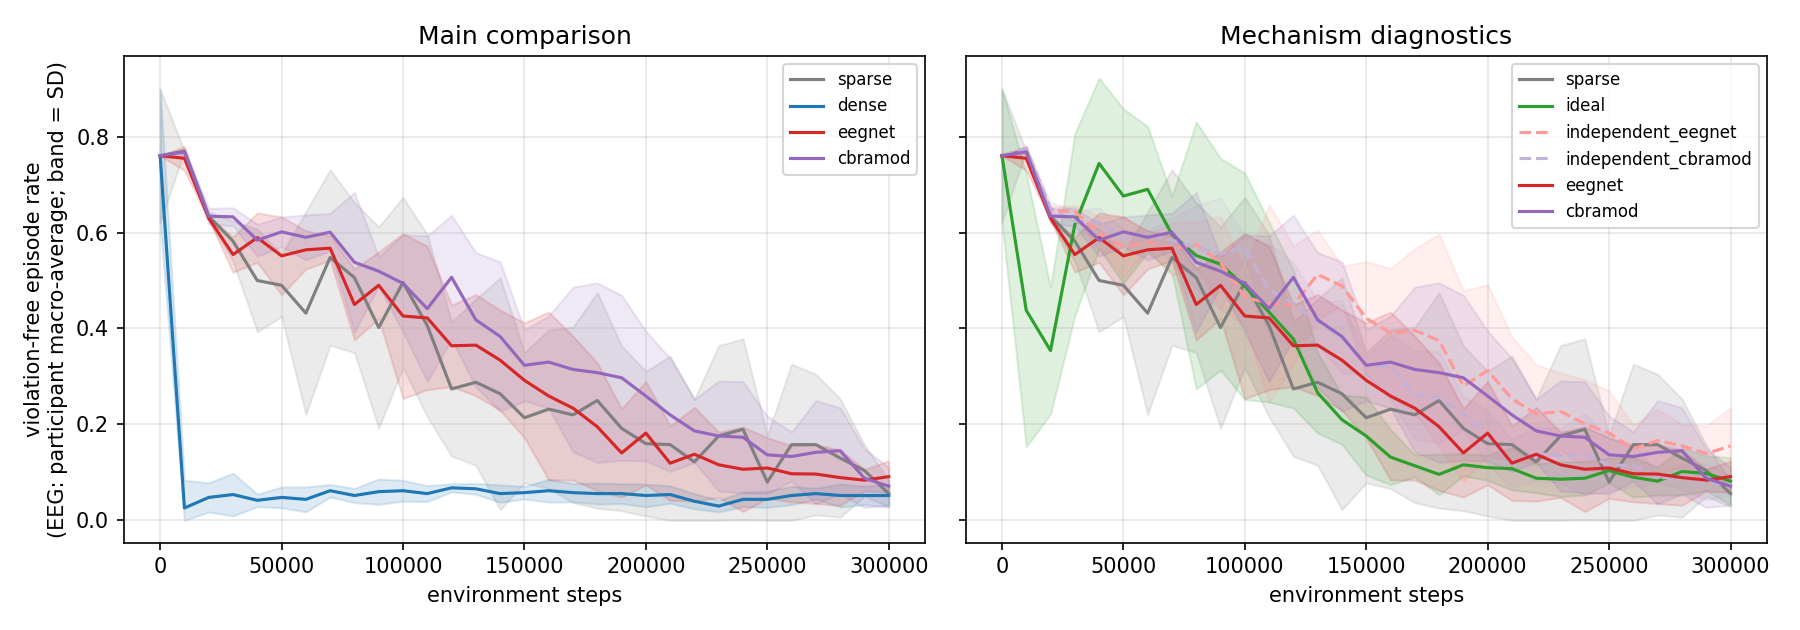 Main comparison
violation-free episode rate
(EEG: participant macro-average; band = SD)
0.8
0.6
0.4
0.2
0.0
sparse
dense
eegnet
cbramod
0
50000
100000
150000
200000
250000
300000
environment steps
Mechanism diagnostics
sparse
ideal
independent_eegnet
independent_cbramod
eegnet
cbramod
0
50000
100000
150000
200000
250000
300000
environment steps